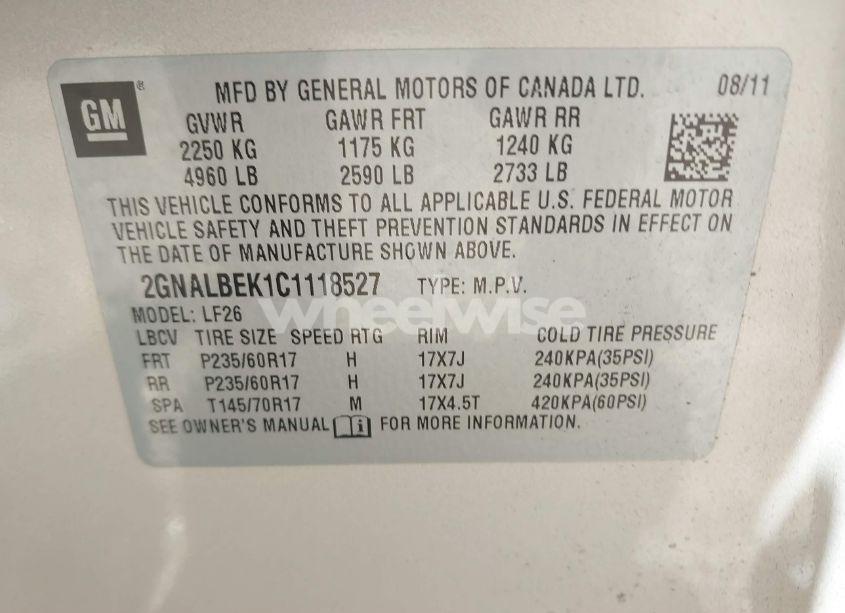 GM ® MFD BY GENERAL MOTORS OF CANADA LTD. 08/11
GVWR GAWR FRT GAWR RR
2250 KG 1175 KG 1240 KG
4960 LB 2590 LB 2733 LB
THIS VEHICLE CONFORMS TO ALL APPLICABLE U.S. FEDERAL MOTOR
VEHICLE SAFETY AND THEFT PREVENTION STANDARDS IN EFFECT ON
THE DATE OF MANUFACTURE SHOWN ABOVE.
2GNALBEK1C1118527 TYPE: M.P.V.
wheelwise
MODEL: LF26
LBCV TIRE SIZE SPEED RTG RIM COLD TIRE PRESSURE
FRT P235/60R17 H 17X7J 240KPA(35PSI)
RR P235/60R17 H 17X7J 240KPA(35PSI)
SPA T145/70R17 M 17X4.5T 420KPA(60PSI)
SEE OWNER'S MANUAL i FOR MORE INFORMATION.